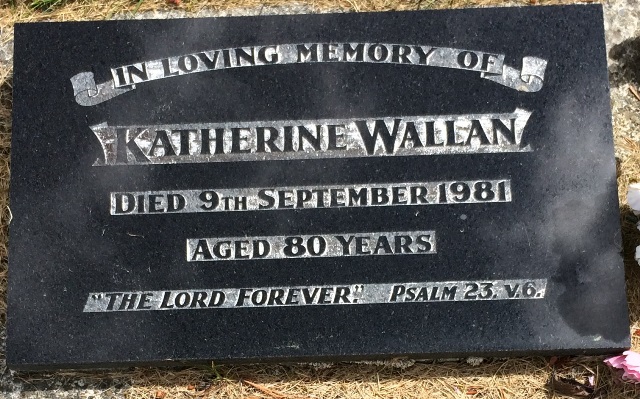 IN LOVING MEMORY OF
KATHERINE WALLAN
DIED 9TH SEPTEMBER 1981
AGED 80 YEARS
"THE LORD FOREVER." PSALM 23. V.6.